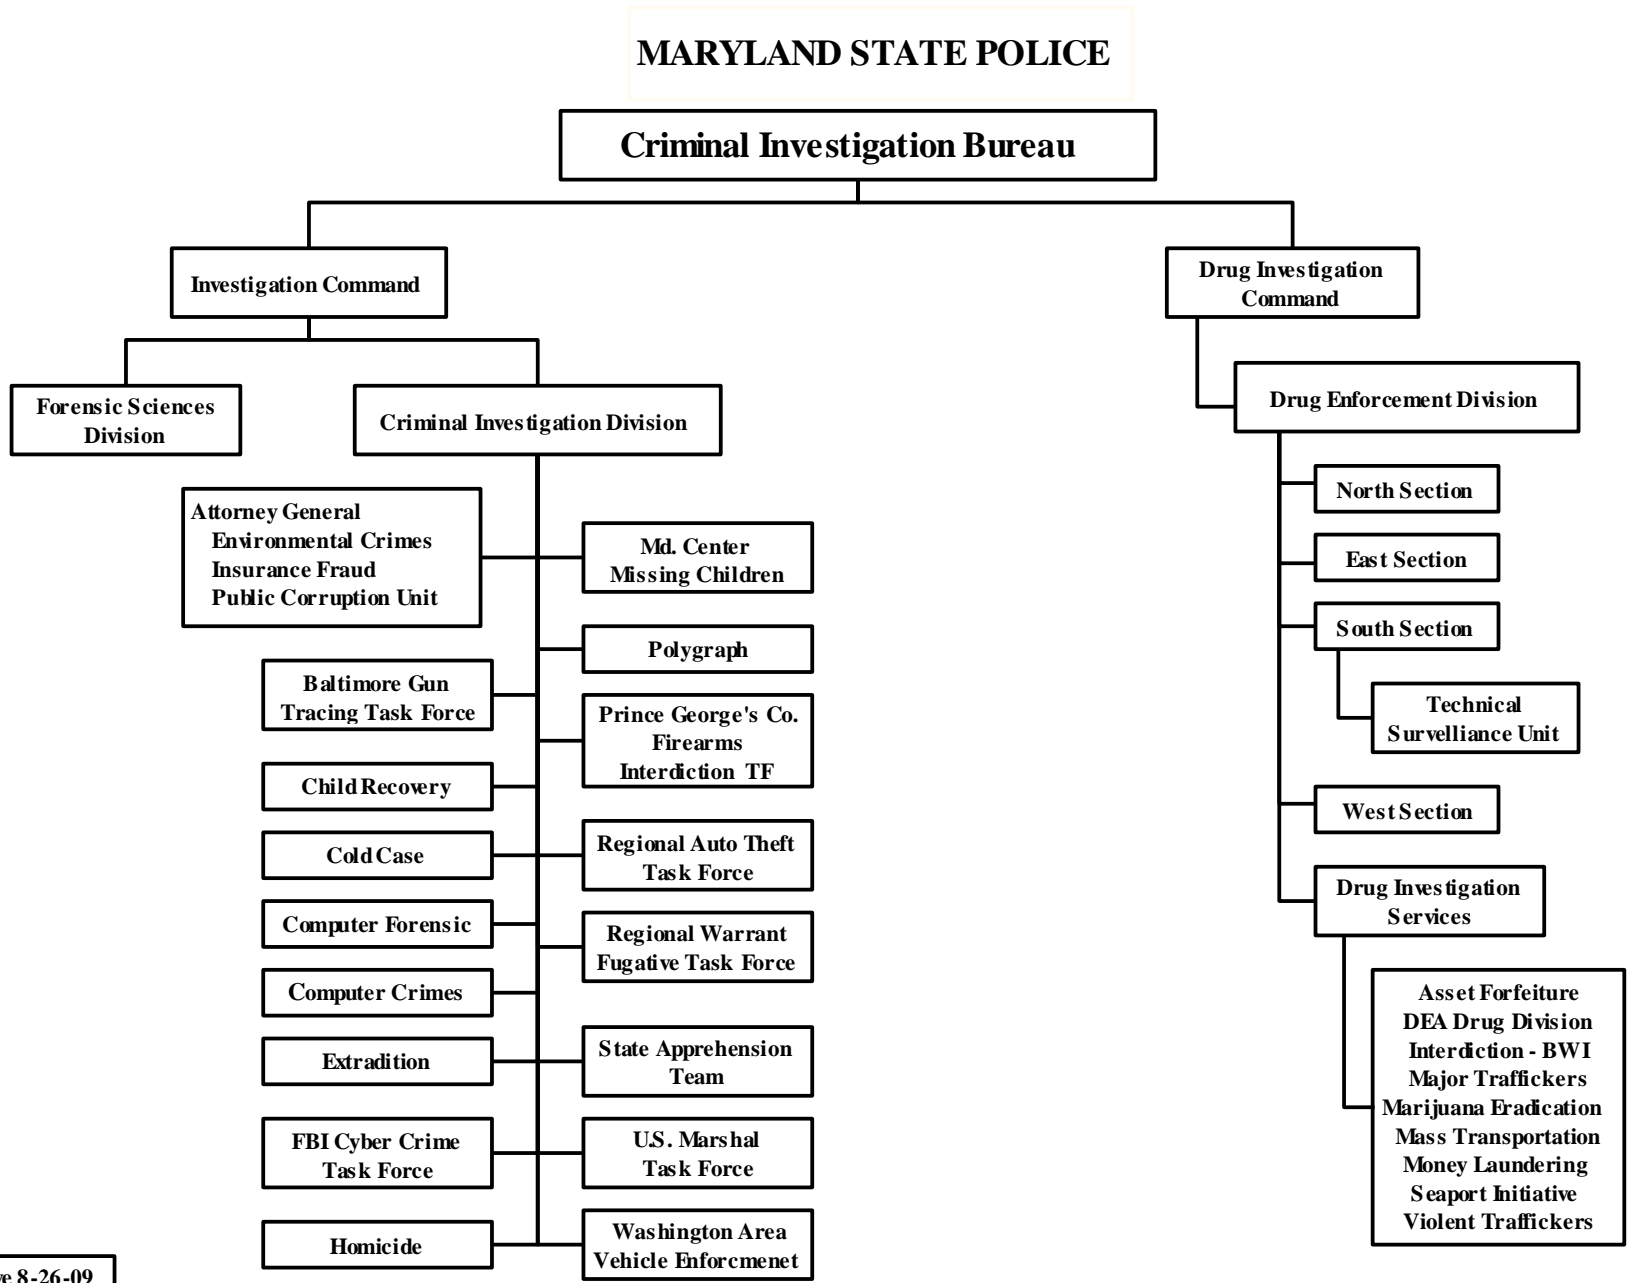 MARYLAND STATE POLICE
Criminal Investigation Bureau
Investigation Command
Drug Investigation
Command
Forensic Sciences
Division
Criminal Investigation Division
Drug Enforcement Division
Attorney General
Environmental Crimes
Insurance Fraud
Public Corruption Unit
Baltimore Gun
Tracing Task Force
Child Recovery
Cold Case
Computer Forensic
Computer Crimes
Extradition
FBI Cyber Crime
Task Force
Homicide
Md. Center
Missing Children
Polygraph
Prince George's Co.
Firearms
Interdiction TF
Regional Auto Theft
Task Force
Regional Warrant
Fugative Task Force
State Apprehension
Team
U.S. Marshal
Task Force
Washington Area
Vehicle Enforcmenet
North Section
East Section
South Section
Technical
Survelliance Unit
West Section
Drug Investigation
Services
Asset Forfeiture
DEA Drug Division
Interdiction - BWI
Major Traffickers
Marijuana Eradication
Mass Transportation
Money Laundering
Seaport Initiative
Violent Traffickers
8-26-09